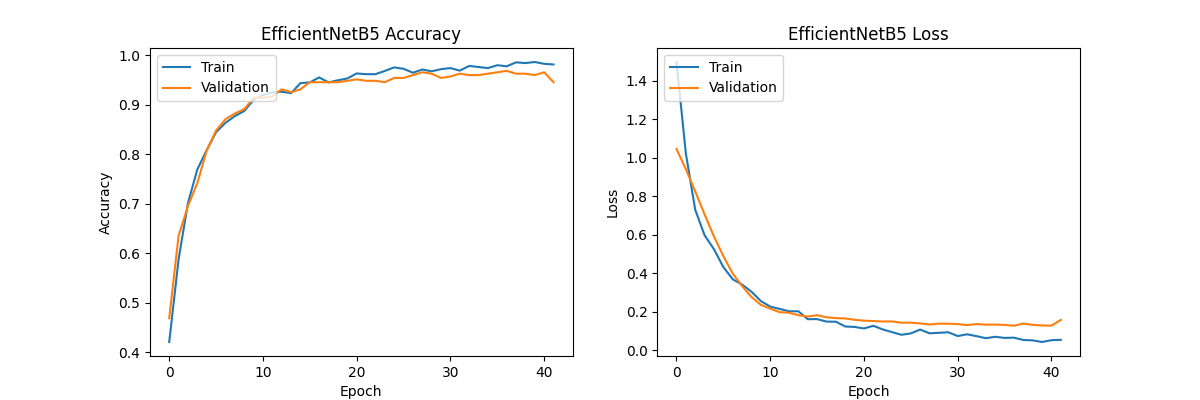 EfficientNetB5 Accuracy
Train
Validation
1.0
0.9
0.8
0.7
0.6
0.5
0.4
Accuracy
0
10
20
30
40
Epoch
EfficientNetB5 Loss
Train
Validation
1.4
1.2
1.0
0.8
0.6
0.4
0.2
0.0
Loss
0
10
20
30
40
Epoch